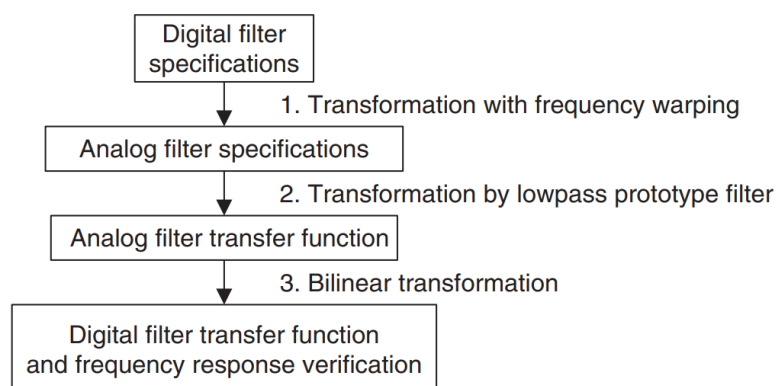 Digital filter
specifications
1. Transformation with frequency warping
Analog filter specifications
2. Transformation by lowpass prototype filter
Analog filter transfer function
3. Bilinear transformation
Digital filter transfer function
and frequency response verification